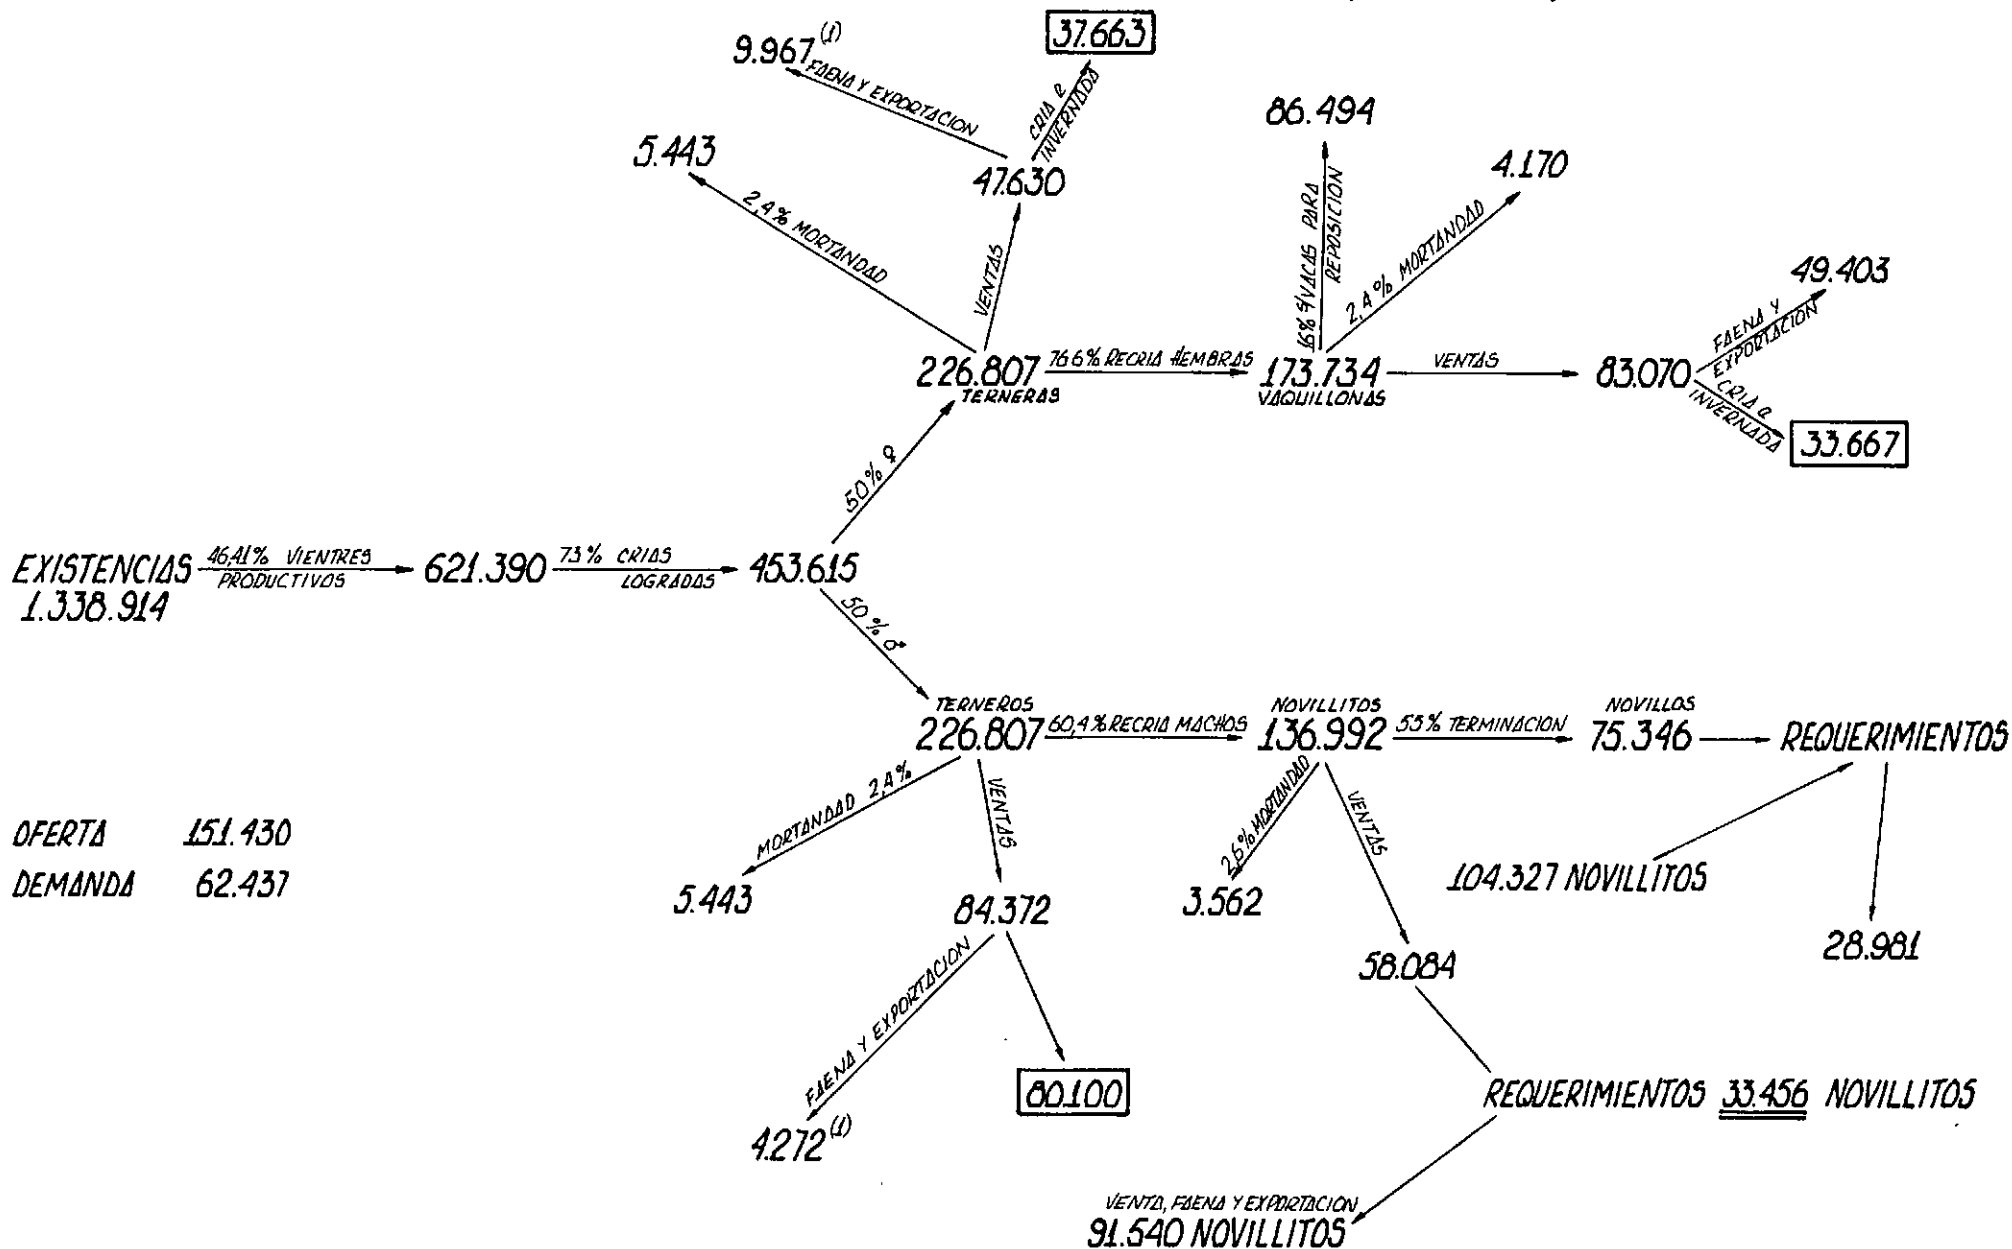 9.967 (1)
37.663
FAENA Y EXPORTACION
CRIA e
INVERNADA
5.443
47.630
86.494
4.170
2,4% MORTANDAD
VENTAS
16% S/VACAS PARA
REPOSICION
2,4% MORTANDAD
49.403
FAENA Y
EXPORTACION
226.807
TERNERAS
76.6% RECRIA HEMBRAS
173.734
VAQUILLONAS
VENTAS
83.070
CRIA e
INVERNADA
33.667
50% ♀
EXISTENCIAS
1.338.914
46,41% VIENTRES
PRODUCTIVOS
621.390
73% CRIAS
LOGRADAS
453.615
50% ♂
TERNEROS
226.807
60,4% RECRIA MACHOS
NOVILLITOS
136.992
55% TERMINACION
NOVILLOS
75.346
REQUERIMIENTOS
OFERTA 151.430
DEMANDA 62.437
MORTANDAD 2,4%
VENTAS
2,6% MORTANDAD
VENTAS
5.443
84.372
3.562
104.327 NOVILLITOS
28.981
58.084
FAENA Y EXPORTACION
80.100
4.272 (1)
REQUERIMIENTOS 33.456 NOVILLITOS
VENTA, FAENA Y EXPORTACION
91.540 NOVILLITOS